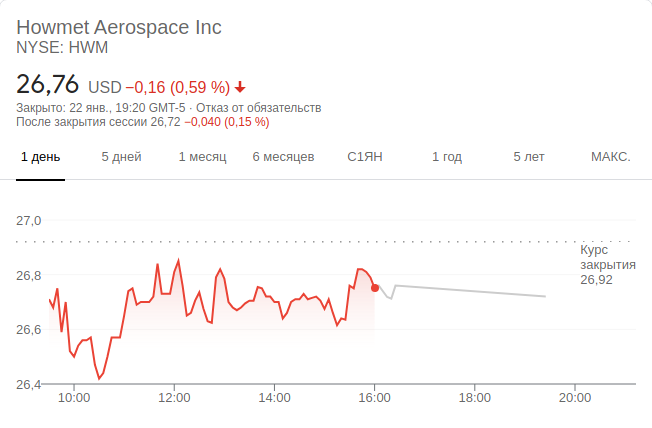 Howmet Aerospace Inc
NYSE: HWM
26,76 USD −0,16 (0,59 %)
Закрыто: 22 янв., 19:20 GMT-5 · Отказ от обязательств
После закрытия сессии 26,72 −0,040 (0,15 %)
1 день 5 дней 1 месяц 6 месяцев С1ЯН 1 год 5 лет МАКС.
27,0
Курс
закрытия
26,92
26,8
26,6
26,4
10:00 12:00 14:00 16:00 18:00 20:00